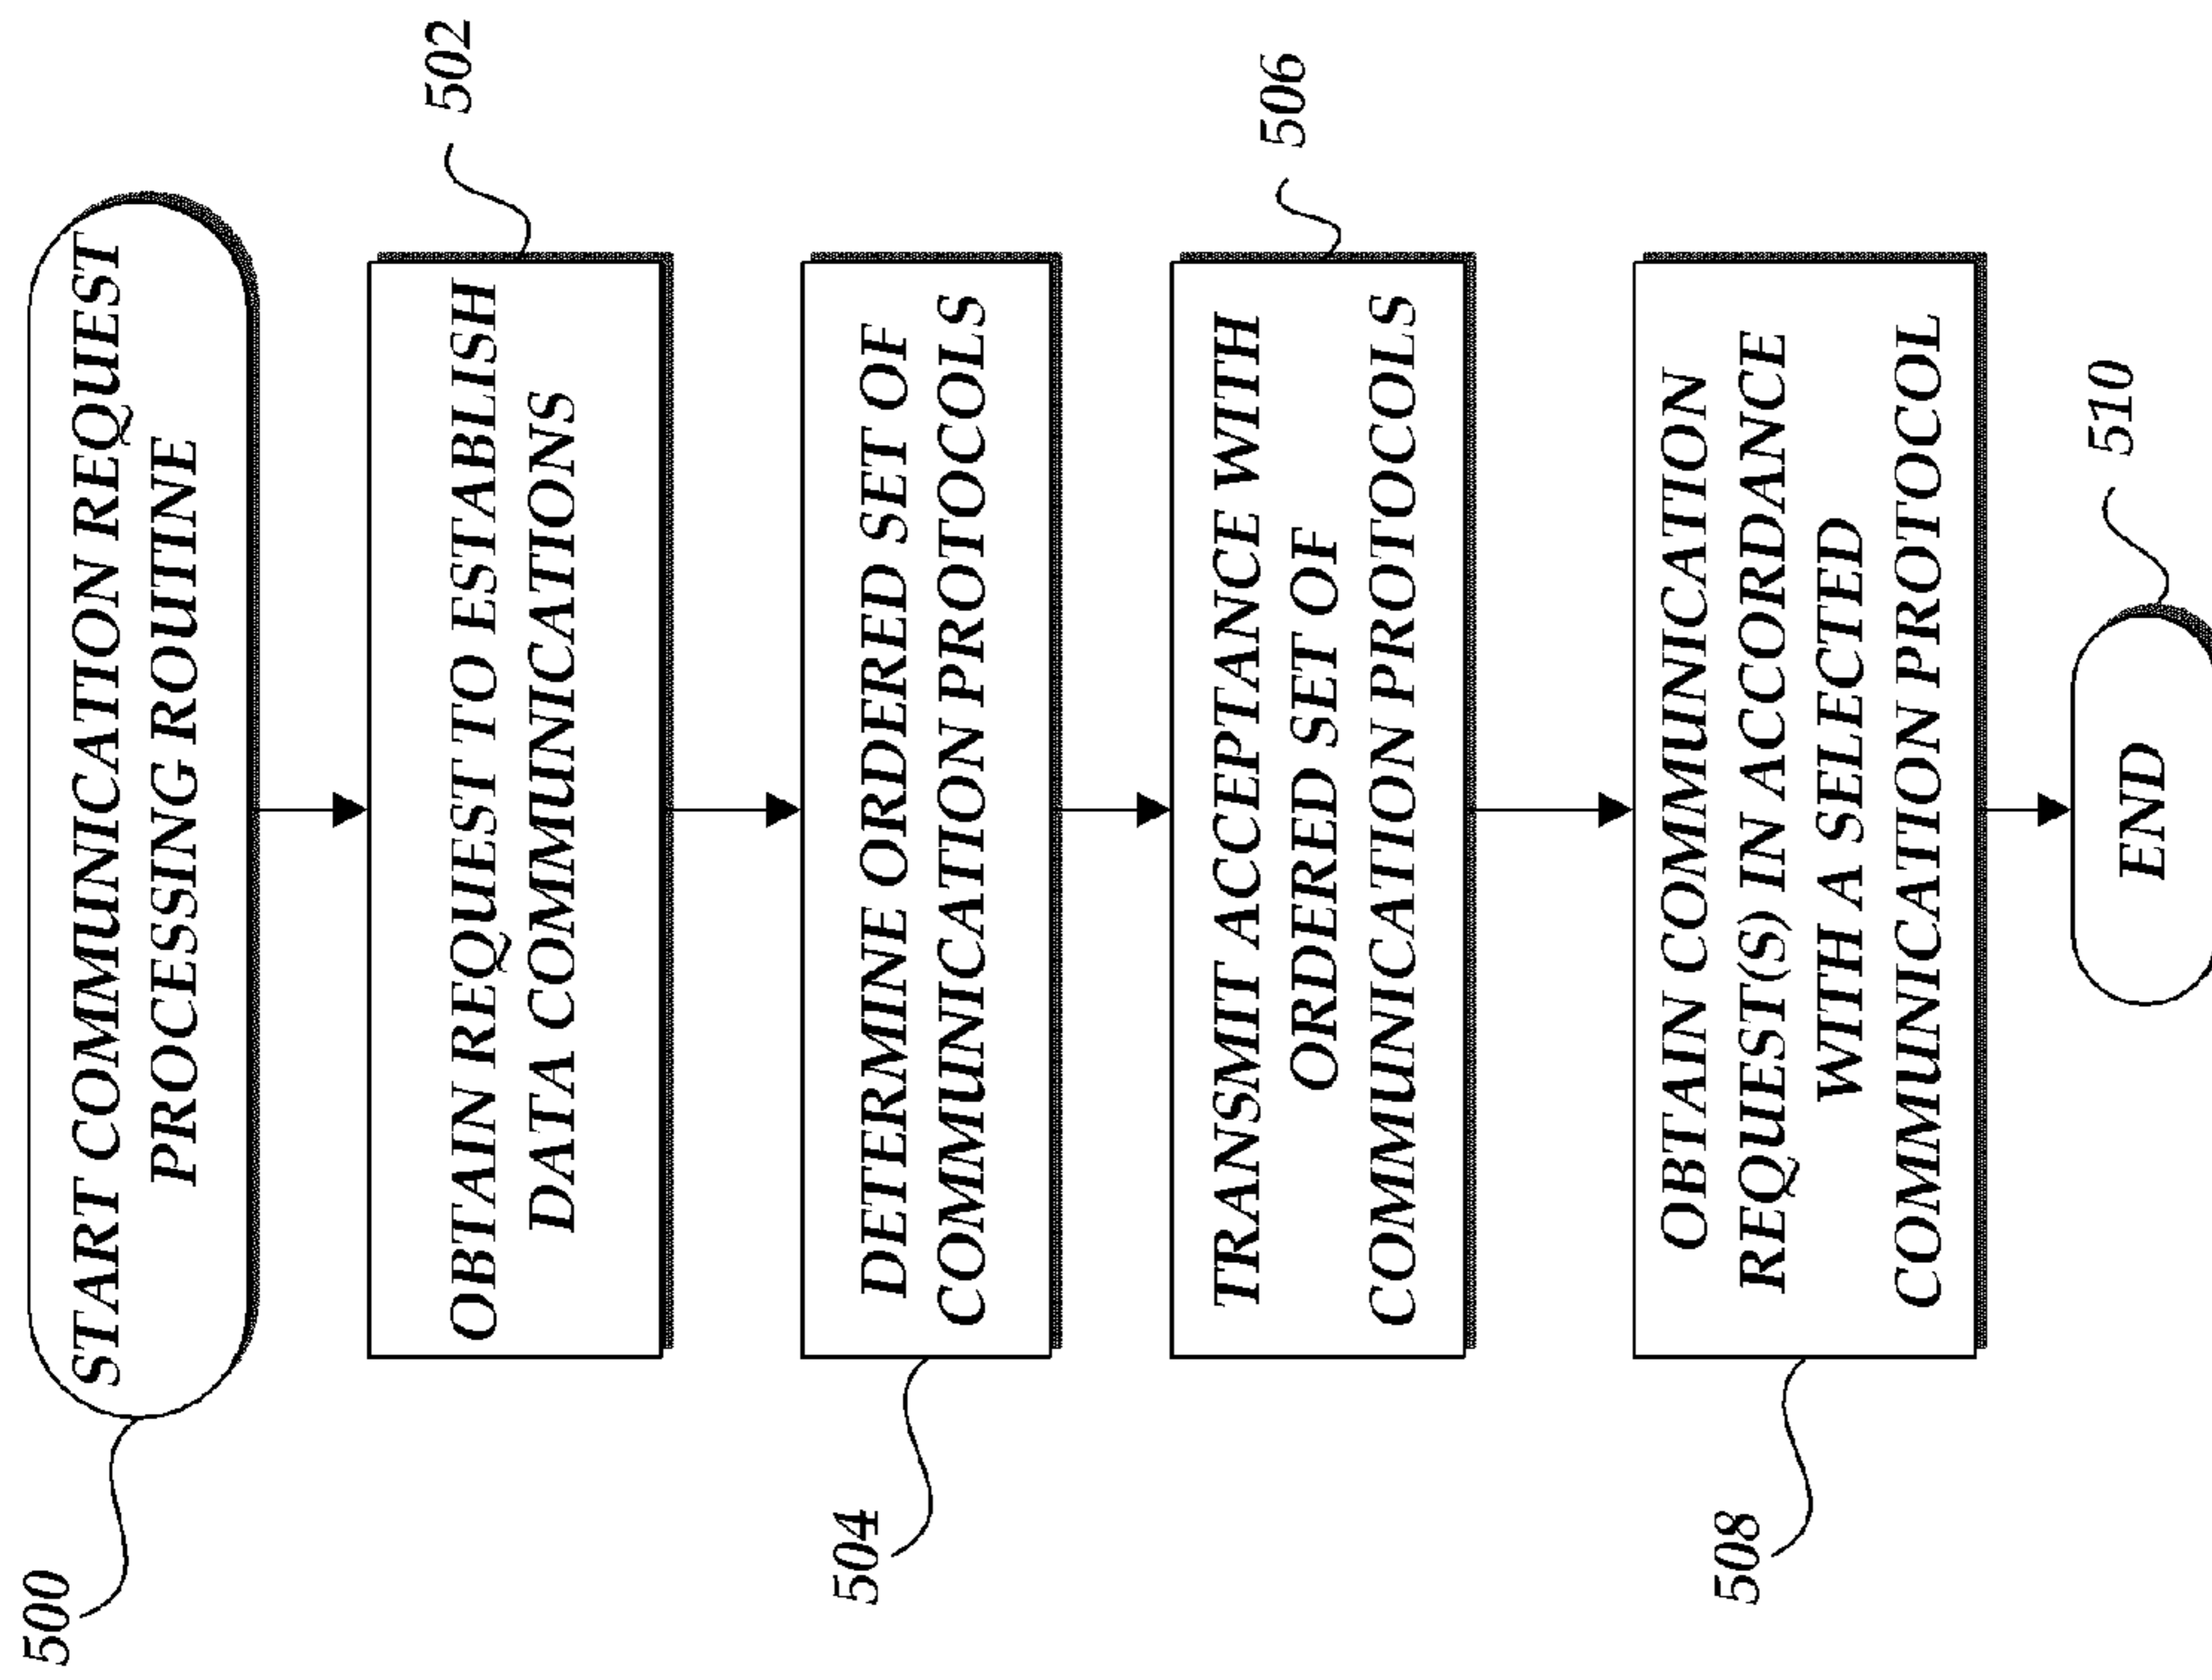 500
START COMMUNICATION REQUEST
PROCESSING ROUTINE
502
OBTAIN REQUEST TO ESTABLISH
DATA COMMUNICATIONS
504
DETERMINE ORDERED SET OF
COMMUNICATION PROTOCOLS
506
TRANSMIT ACCEPTANCE WITH
ORDERED SET OF
COMMUNICATION PROTOCOLS
508
OBTAIN COMMUNICATION
REQUEST(S) IN ACCORDANCE
WITH A SELECTED
COMMUNICATION PROTOCOL
510
END